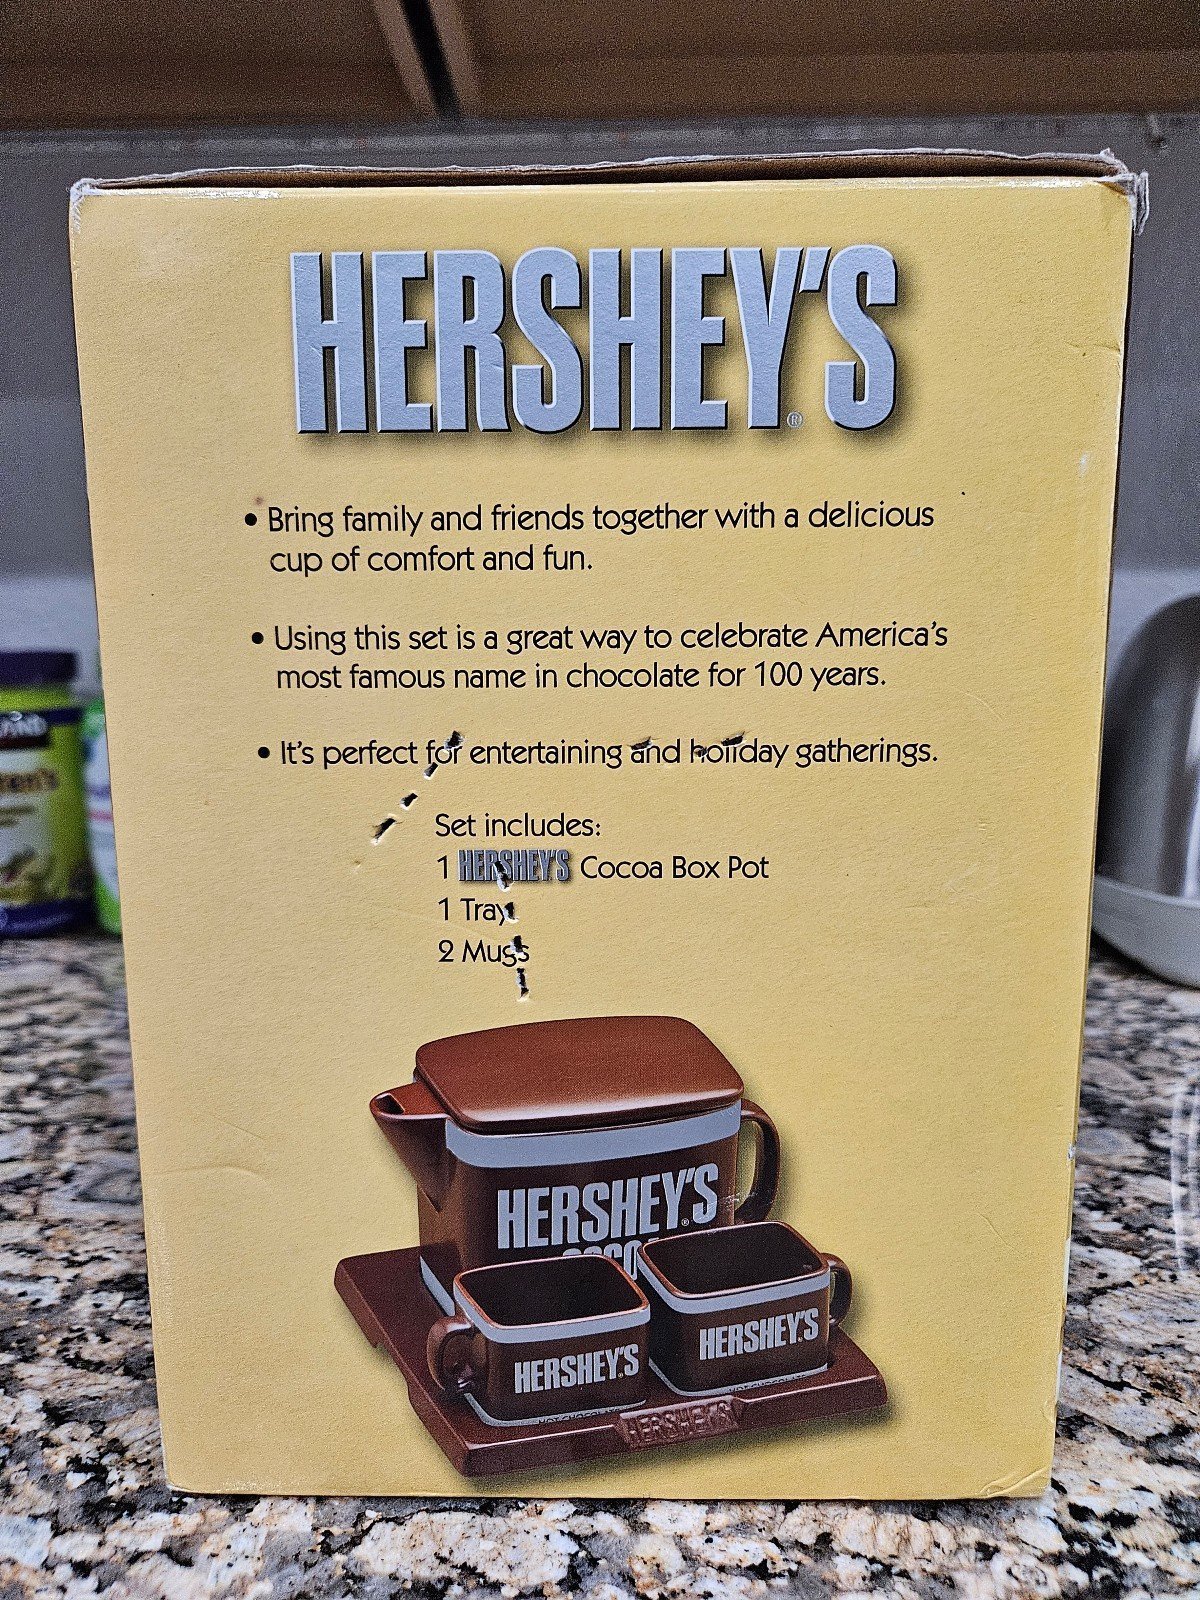 HERSHEY'S®
• Bring family and friends together with a delicious
cup of comfort and fun.
• Using this set is a great way to celebrate America's
most famous name in chocolate for 100 years.
• It's perfect for entertaining and holiday gatherings.
Set includes:
1 HERSHEY'S Cocoa Box Pot
1 Tray
2 Mugs
HERSHEY'S®
COCOA
HERSHEY'S
HERSHEY'S
HERSHEY'S